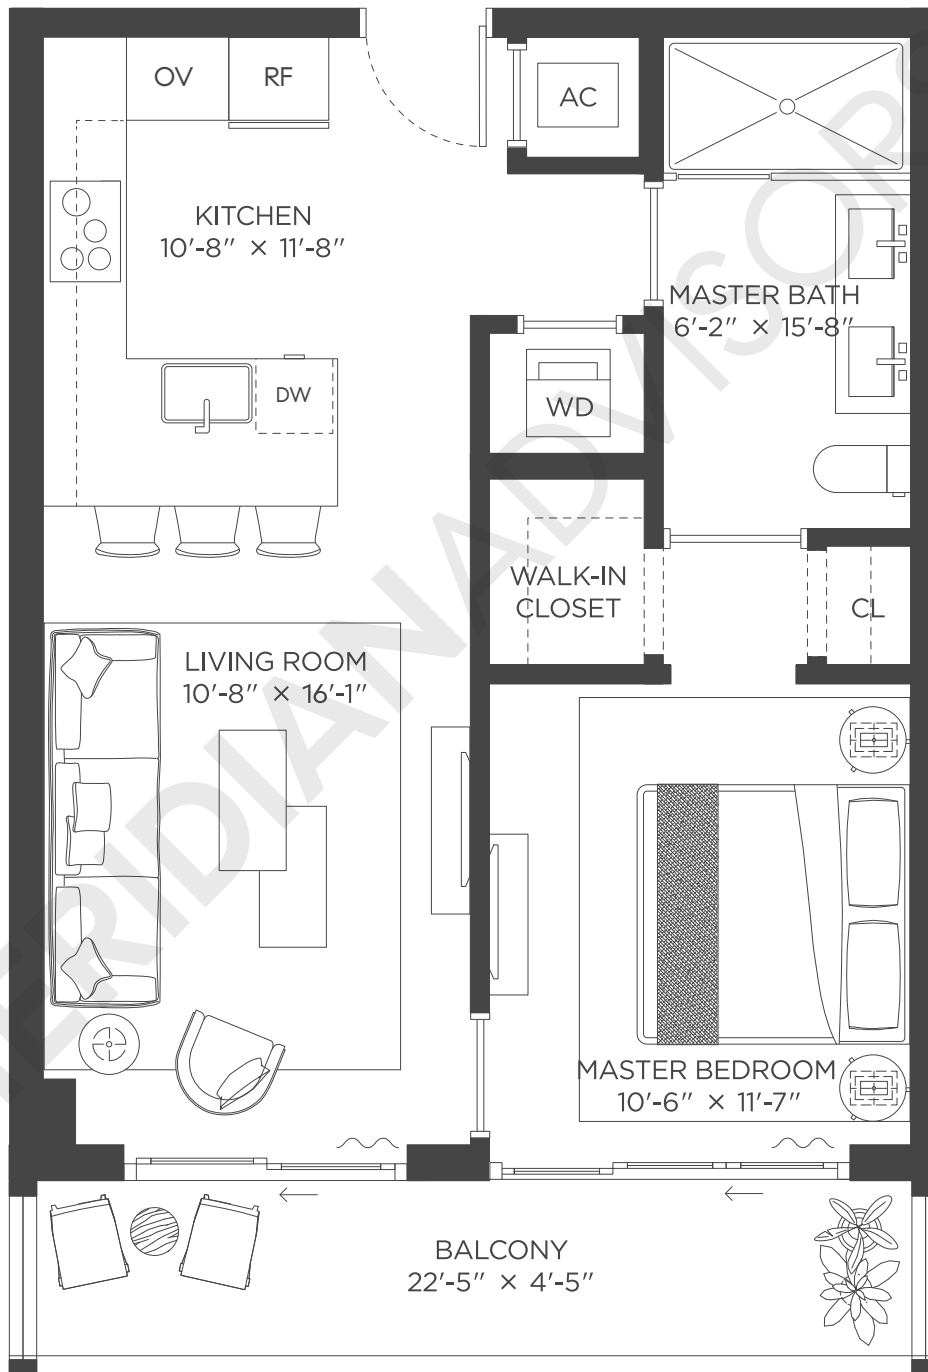 OV
RF
AC
KITCHEN
10'-8" × 11'-8"
MASTER BATH
6'-2" × 15'-8"
DW
WD
WALK-IN
CLOSET
CL
LIVING ROOM
10'-8" × 16'-1"
MASTER BEDROOM
10'-6" × 11'-7"
BALCONY
22'-5" × 4'-5"
ERIDIANADVISORS